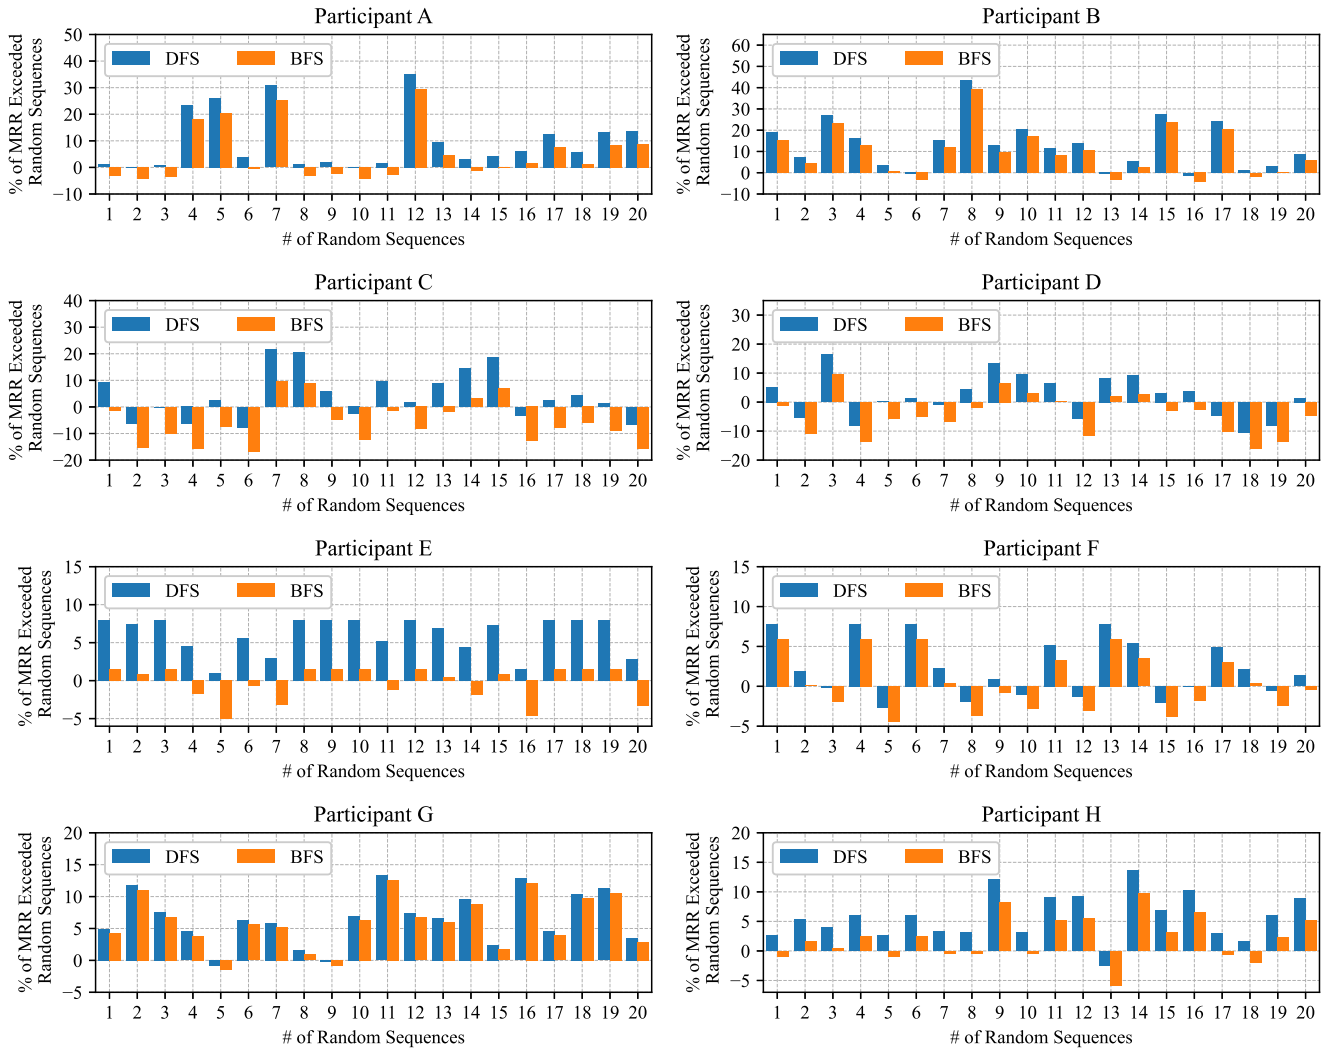 Participant A
% of MRR Exceeded
Random Sequences
50
40
30
20
10
0
−10
DFS
BFS
1 2 3 4 5 6 7 8 9 10 11 12 13 14 15 16 17 18 19 20
# of Random Sequences
Participant B
% of MRR Exceeded
Random Sequences
60
50
40
30
20
10
0
−10
DFS
BFS
1 2 3 4 5 6 7 8 9 10 11 12 13 14 15 16 17 18 19 20
# of Random Sequences
Participant C
% of MRR Exceeded
Random Sequences
40
30
20
10
0
−10
−20
DFS
BFS
1 2 3 4 5 6 7 8 9 10 11 12 13 14 15 16 17 18 19 20
# of Random Sequences
Participant D
% of MRR Exceeded
Random Sequences
30
20
10
0
−10
−20
DFS
BFS
1 2 3 4 5 6 7 8 9 10 11 12 13 14 15 16 17 18 19 20
# of Random Sequences
Participant E
% of MRR Exceeded
Random Sequences
15
10
5
0
−5
DFS
BFS
1 2 3 4 5 6 7 8 9 10 11 12 13 14 15 16 17 18 19 20
# of Random Sequences
Participant F
% of MRR Exceeded
Random Sequences
15
10
5
0
−5
DFS
BFS
1 2 3 4 5 6 7 8 9 10 11 12 13 14 15 16 17 18 19 20
# of Random Sequences
Participant G
% of MRR Exceeded
Random Sequences
20
15
10
5
0
−5
DFS
BFS
1 2 3 4 5 6 7 8 9 10 11 12 13 14 15 16 17 18 19 20
# of Random Sequences
Participant H
% of MRR Exceeded
Random Sequences
20
15
10
5
0
−5
DFS
BFS
1 2 3 4 5 6 7 8 9 10 11 12 13 14 15 16 17 18 19 20
# of Random Sequences